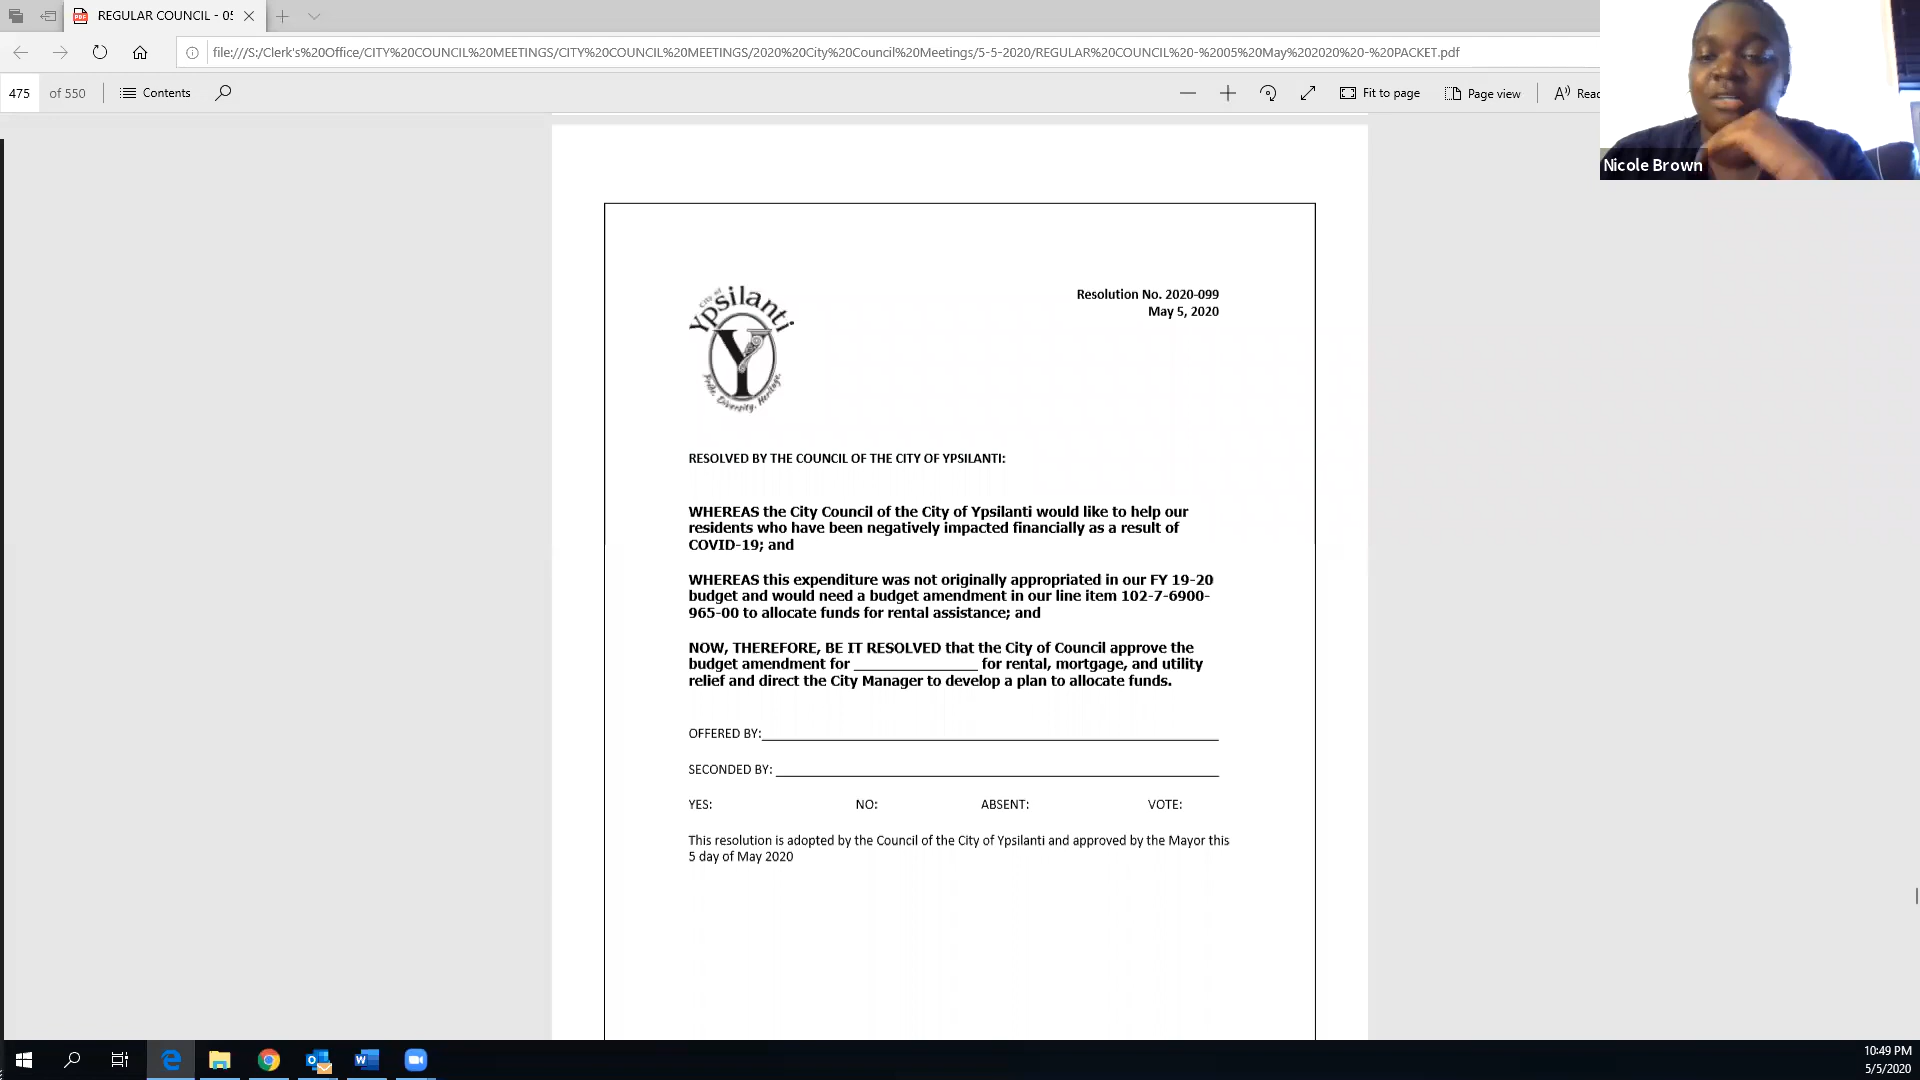 REGULAR COUNCIL - 05
file:///S:/Clerk's%20Office/CITY%20COUNCIL%20MEETINGS/CITY%20COUNCIL%20MEETINGS/2020%20City%20Council%20Meetings/5-5-2020/REGULAR%20COUNCIL%20-%2005%20May%202020%20-%20PACKET.pdf
475 of 550 Contents Fit to page Page view Read
Nicole Brown
city of
Ypsilanti
Y
Pride. Diversity. Heritage.
Resolution No. 2020-099
May 5, 2020
RESOLVED BY THE COUNCIL OF THE CITY OF YPSILANTI:
WHEREAS the City Council of the City of Ypsilanti would like to help our
residents who have been negatively impacted financially as a result of
COVID-19; and
WHEREAS this expenditure was not originally appropriated in our FY 19-20
budget and would need a budget amendment in our line item 102-7-6900-
965-00 to allocate funds for rental assistance; and
NOW, THEREFORE, BE IT RESOLVED that the City of Council approve the
budget amendment for ________________ for rental, mortgage, and utility
relief and direct the City Manager to develop a plan to allocate funds.
OFFERED BY:____________________
SECONDED BY: ____________________
YES: NO: ABSENT: VOTE:
This resolution is adopted by the Council of the City of Ypsilanti and approved by the Mayor this
5 day of May 2020
10:49 PM
5/5/2020